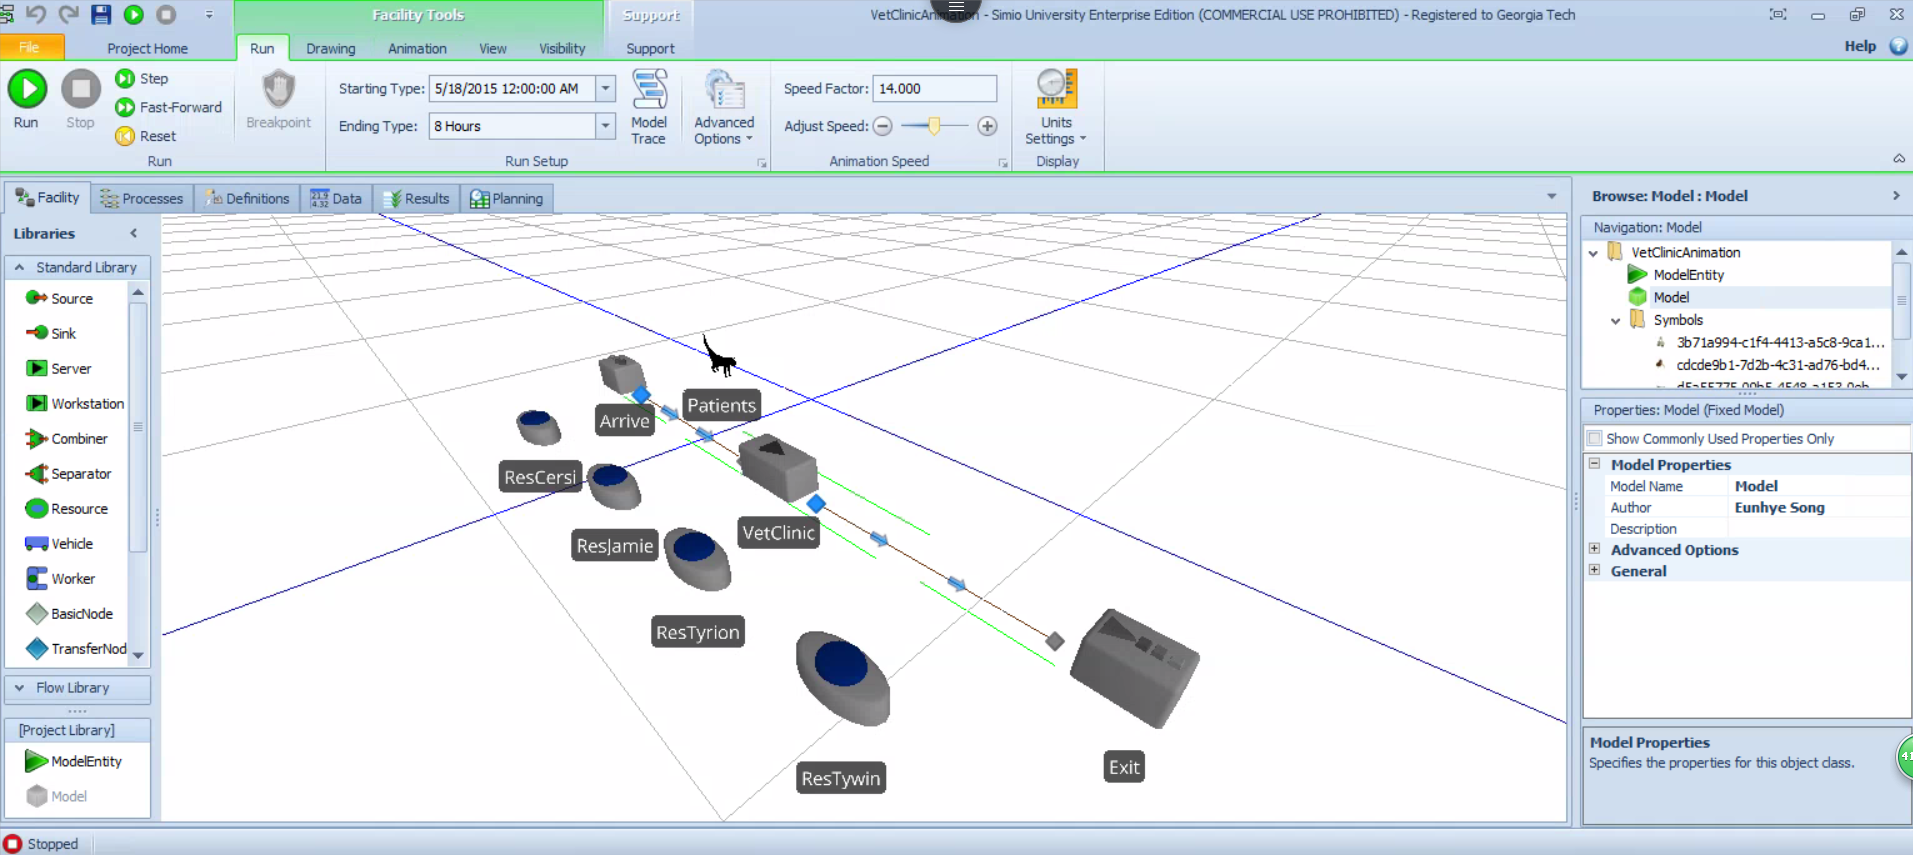 Facility Tools
Support
VetClinicAnimation - Simio University Enterprise Edition (COMMERCIAL USE PROHIBITED) - Registered to Georgia Tech
File
Project Home
Run
Drawing
Animation
View
Visibility
Support
Help
Run
Stop
Step
Fast-Forward
Reset
Run
Breakpoint
Starting Type: 5/18/2015 12:00:00 AM
Ending Type: 8 Hours
Run Setup
Model
Trace
Advanced
Options
Speed Factor: 14.000
Adjust Speed:
Animation Speed
Units
Settings
Display
Facility
Processes
Definitions
21.9
4.32
Data
Results
Planning
Libraries
Standard Library
Source
Sink
Server
Workstation
Combiner
Separator
Resource
Vehicle
Worker
BasicNode
TransferNod
Flow Library
[Project Library]
ModelEntity
Model
Arrive
Patients
ResCersi
ResJamie
VetClinic
ResTyrion
ResTywin
Exit
Browse: Model : Model
Navigation: Model
VetClinicAnimation
ModelEntity
Model
Symbols
3b71a994-c1f4-4413-a5c8-9ca1...
cdcde9b1-7d2b-4c31-ad76-bd4...
Properties: Model (Fixed Model)
Show Commonly Used Properties Only
Model Properties
Model Name Model
Author Eunhye Song
Description
Advanced Options
General
Model Properties
Specifies the properties for this object class.
41
Stopped